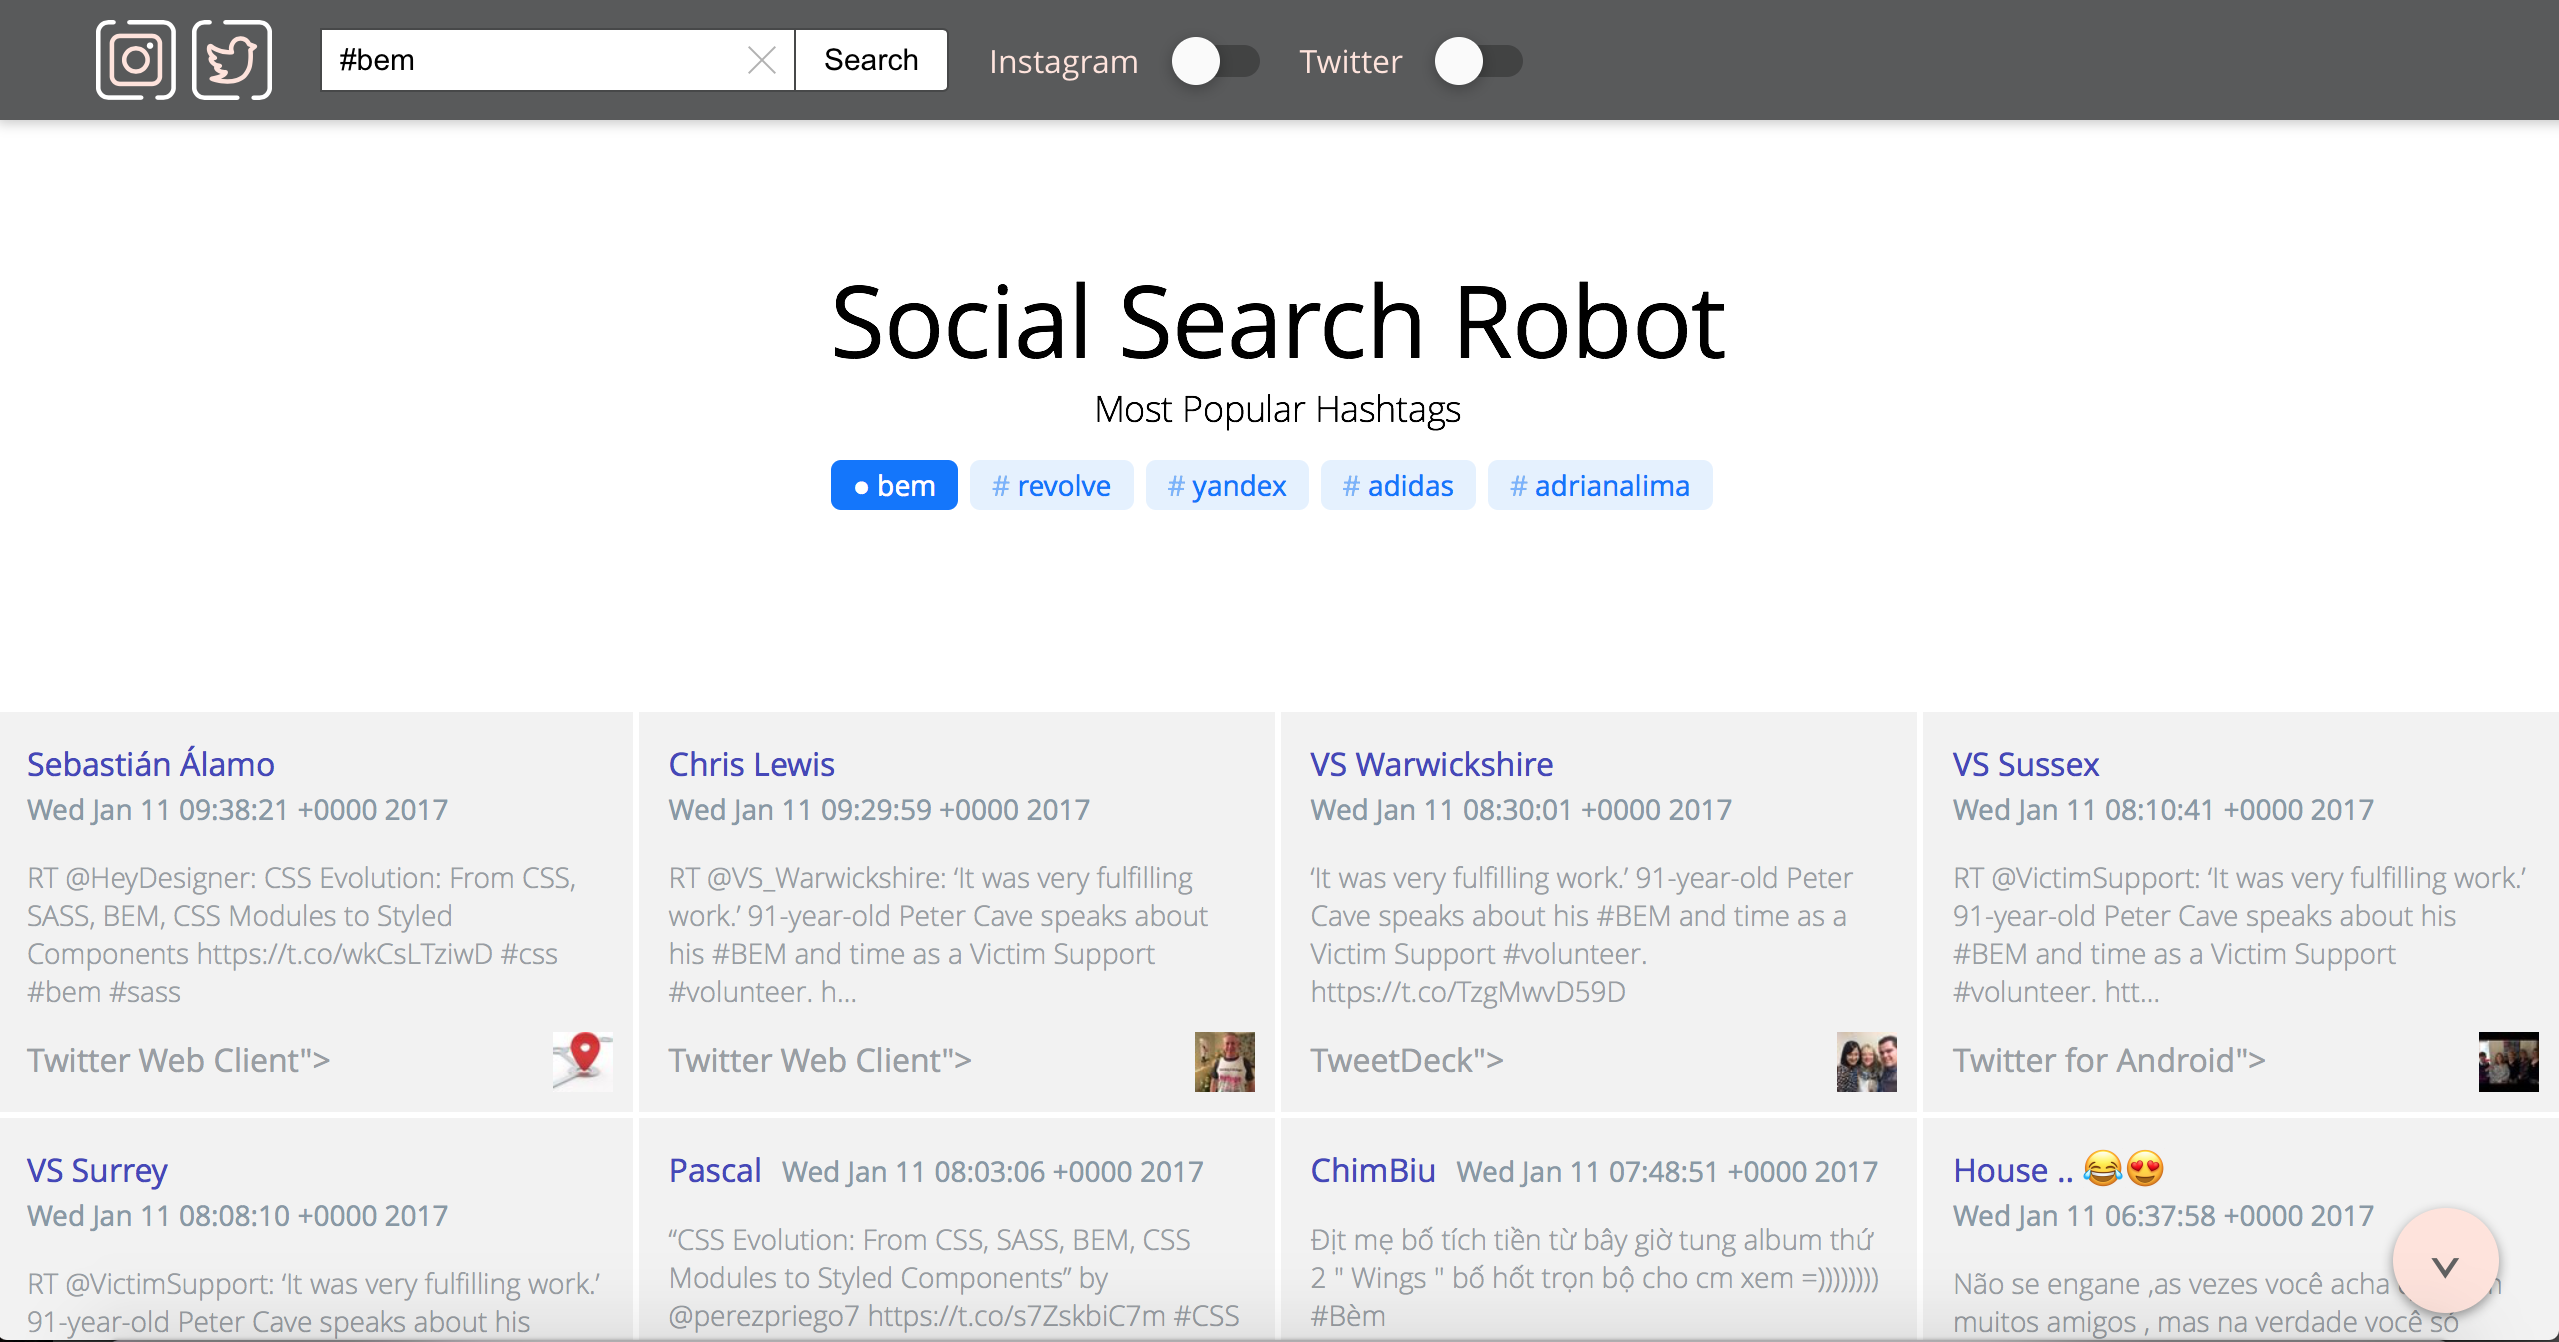 #bem
Search
Instagram
Twitter
Social Search Robot
Most Popular Hashtags
● bem
# revolve
# yandex
# adidas
# adrianalima
Sebastián Álamo
Wed Jan 11 09:38:21 +0000 2017
RT @HeyDesigner: CSS Evolution: From CSS,
SASS, BEM, CSS Modules to Styled
Components https://t.co/wkCsLTziwD #css
#bem #sass
Twitter Web Client">
Chris Lewis
Wed Jan 11 09:29:59 +0000 2017
RT @VS_Warwickshire: ‘It was very fulfilling
work.’ 91-year-old Peter Cave speaks about
his #BEM and time as a Victim Support
#volunteer. h…
Twitter Web Client">
VS Warwickshire
Wed Jan 11 08:30:01 +0000 2017
‘It was very fulfilling work.’ 91-year-old Peter
Cave speaks about his #BEM and time as a
Victim Support #volunteer.
https://t.co/TzgMwvD59D
TweetDeck">
VS Sussex
Wed Jan 11 08:10:41 +0000 2017
RT @VictimSupport: ‘It was very fulfilling work.’
91-year-old Peter Cave speaks about his
#BEM and time as a Victim Support
#volunteer. htt…
Twitter for Android">
VS Surrey
Wed Jan 11 08:08:10 +0000 2017
RT @VictimSupport: ‘It was very fulfilling work.’
91-year-old Peter Cave speaks about his
Pascal Wed Jan 11 08:03:06 +0000 2017
“CSS Evolution: From CSS, SASS, BEM, CSS
Modules to Styled Components” by
@perezpriego7 https://t.co/s7ZskbiC7m #CSS
ChimBiu Wed Jan 11 07:48:51 +0000 2017
Địt mẹ bố tích tiền từ bây giờ tung album thứ
2 " Wings " bố hốt trọn bộ cho cm xem =))))))))
#Bèm
House .. 😂😍
Wed Jan 11 06:37:58 +0000 2017
Não se engane ,as vezes você acha
muitos amigos , mas na verdade você só